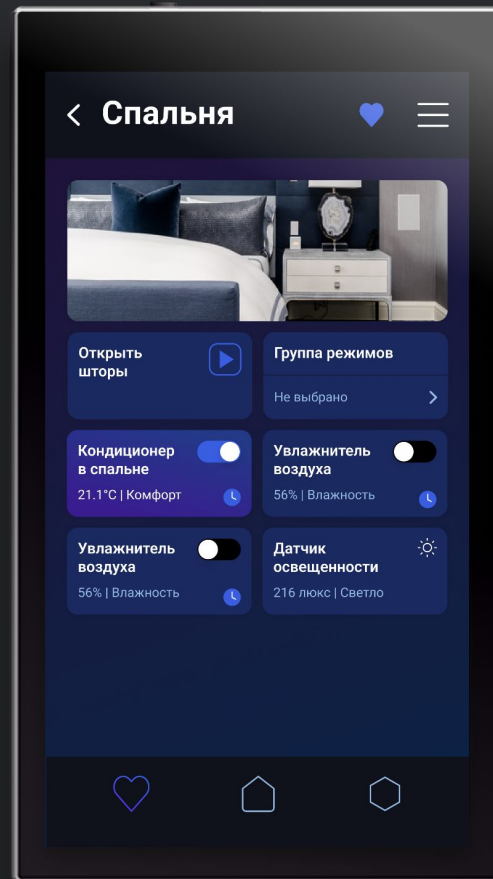 Спальня
Открыть
шторы
Группа режимов
Не выбрано
Кондиционер
в спальне
21.1°C | Комфорт
Увлажнитель
воздуха
56% | Влажность
Увлажнитель
воздуха
56% | Влажность
Датчик
освещенности
216 люкс | Светло